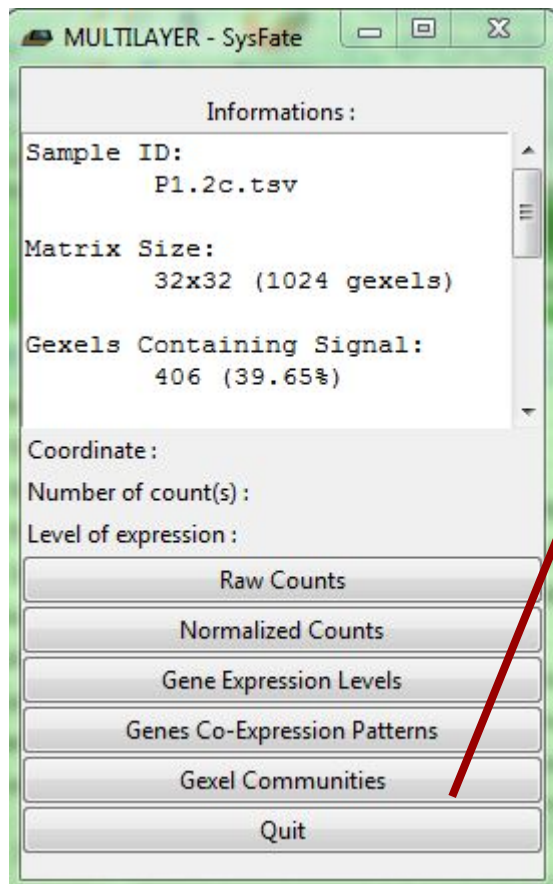 MULTILAYER - SysFate
Informations :
Sample ID:
P1.2c.tsv
Matrix Size:
32x32 (1024 gexels)
Gexels Containing Signal:
406 (39.65%)
Coordinate :
Number of count(s) :
Level of expression :
Raw Counts
Normalized Counts
Gene Expression Levels
Genes Co-Expression Patterns
Gexel Communities
Quit